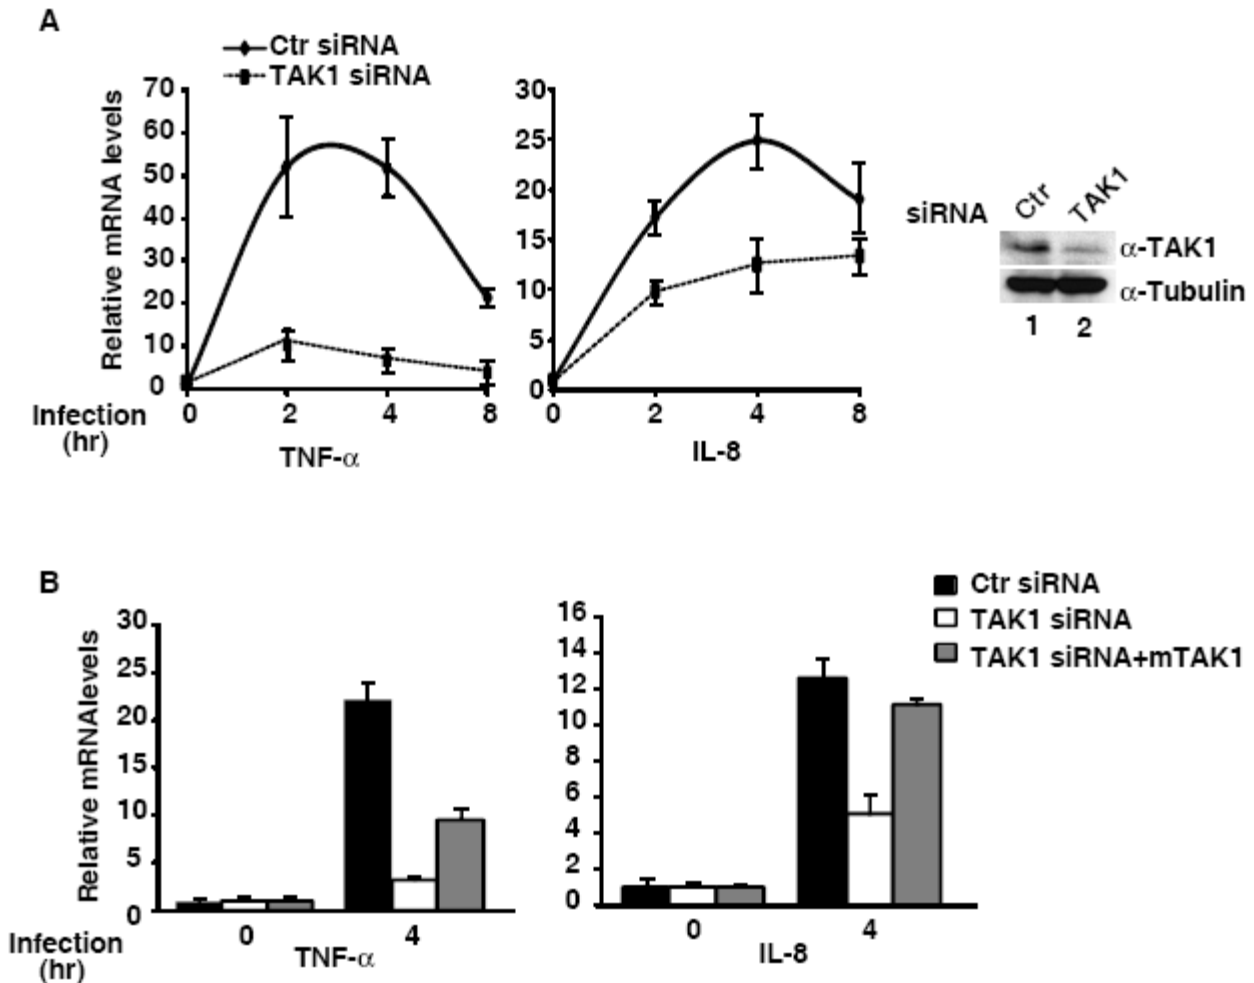 A
Ctr siRNA
TAK1 siRNA
Relative mRNA levels
70
60
50
40
30
20
10
0
0 2 4 8
Infection
(hr)
TNF-α
30
25
20
15
10
5
0
0 2 4 8
IL-8
siRNA Ctr TAK1
α-TAK1
α-Tubulin
1 2
B
Ctr siRNA
TAK1 siRNA
TAK1 siRNA+mTAK1
Relative mRNAlevels
30
25
20
15
10
5
0
0 4
Infection
(hr)
TNF-α
16
14
12
10
8
6
4
2
0
0 4
IL-8